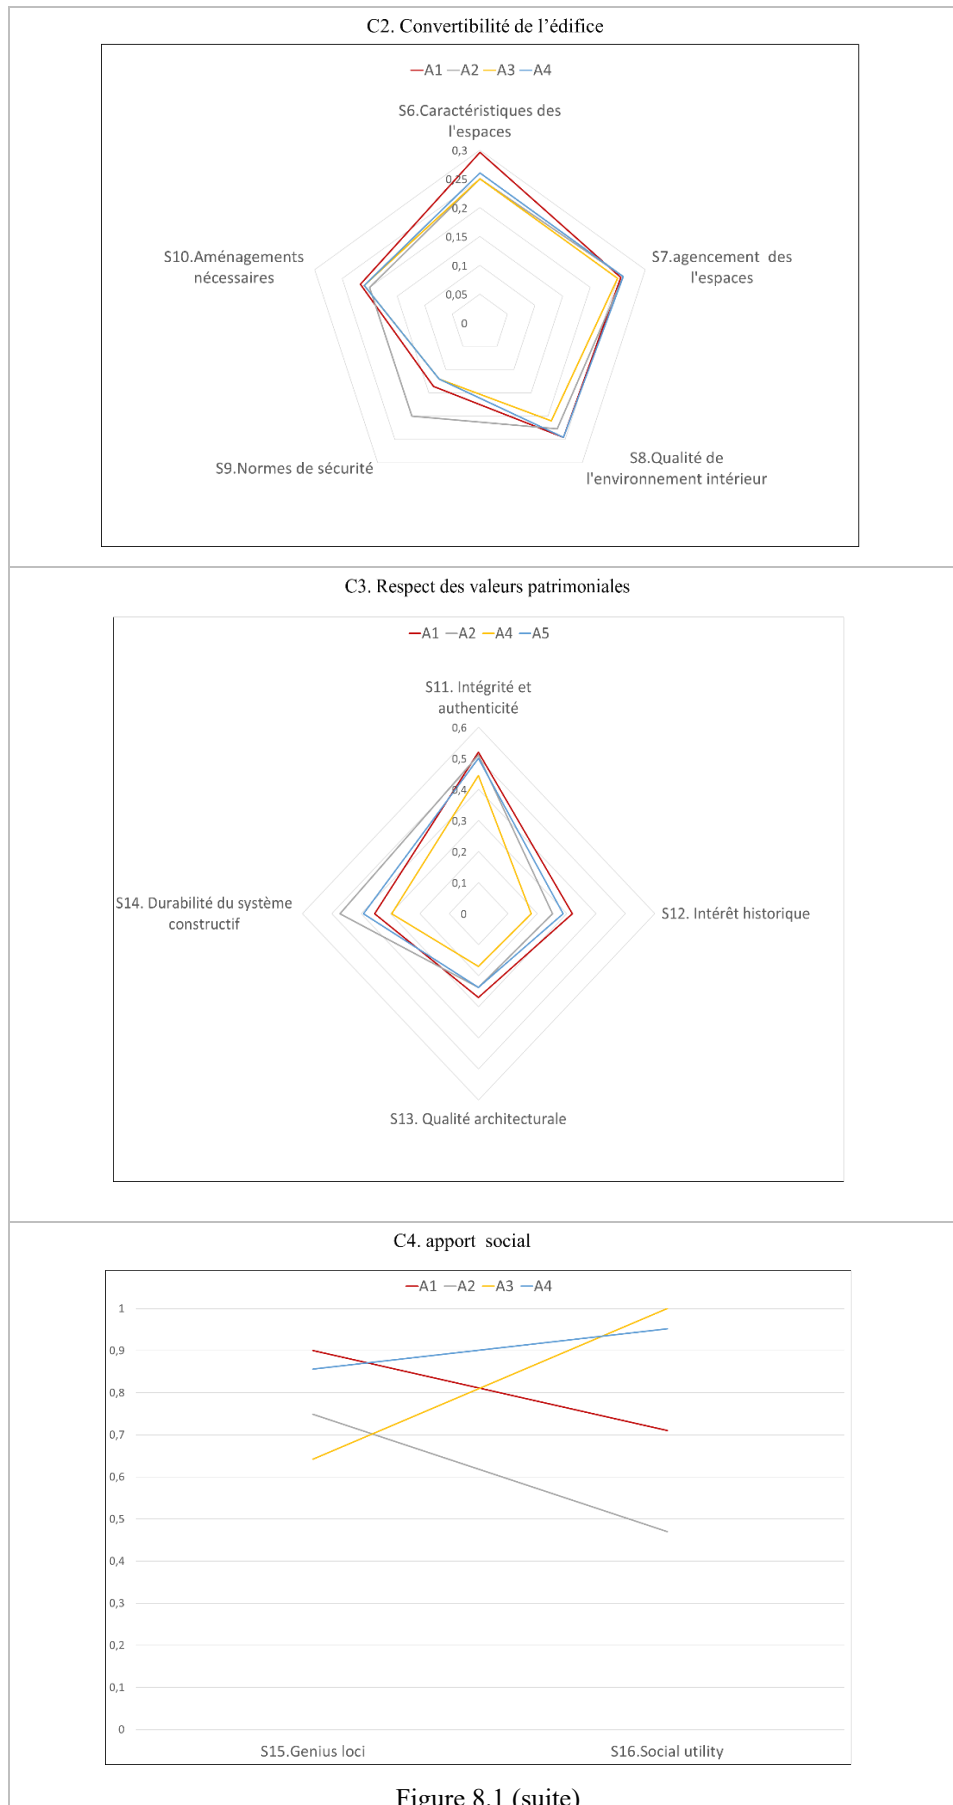 C2. Convertibilité de l’édifice
A1 A2 A3 A4
S6.Caractéristiques des
l'espaces
0,3
0,25
0,2
0,15
0,1
0,05
0
S10.Aménagements
nécessaires
S7.agencement des
l'espaces
S9.Normes de sécurité
S8.Qualité de
l'environnement intérieur
C3. Respect des valeurs patrimoniales
A1 A2 A4 A5
S11. Intégrité et
authenticité
0,6
0,5
0,4
0,3
0,2
0,1
0
S14. Durabilité du système
constructif
S12. Intérêt historique
S13. Qualité architecturale
C4. apport social
A1 A2 A3 A4
1
0,9
0,8
0,7
0,6
0,5
0,4
0,3
0,2
0,1
0
S15.Genius loci S16.Social utility
Figure 8.1 (suite)